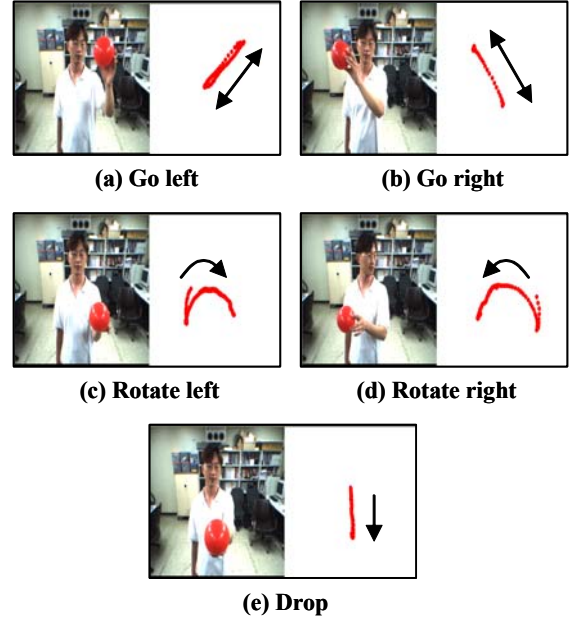 (a) Go left
(b) Go right
(c) Rotate left
(d) Rotate right
(e) Drop